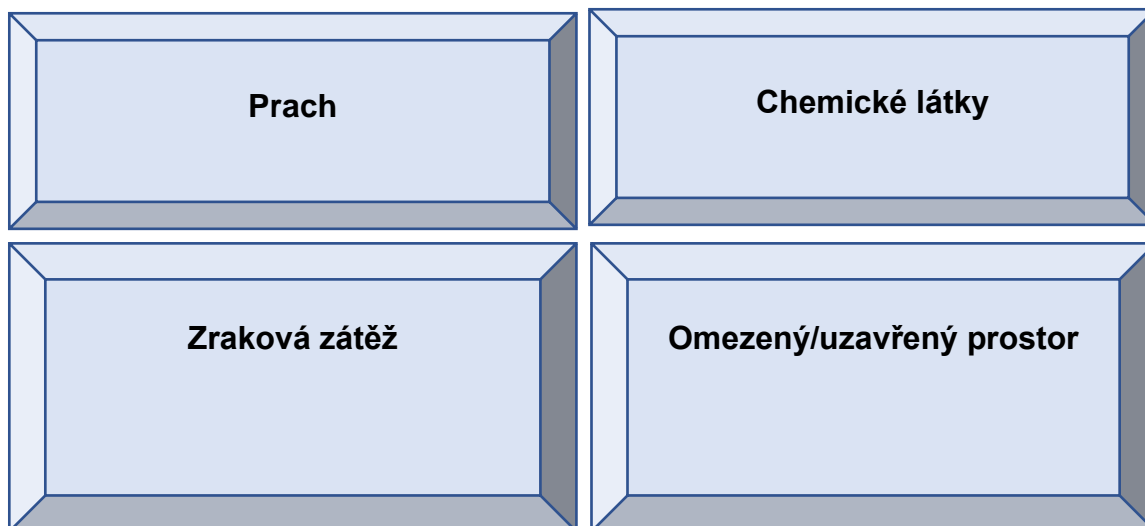 Prach
Chemické látky
Zraková zátěž
Omezený/uzavřený prostor